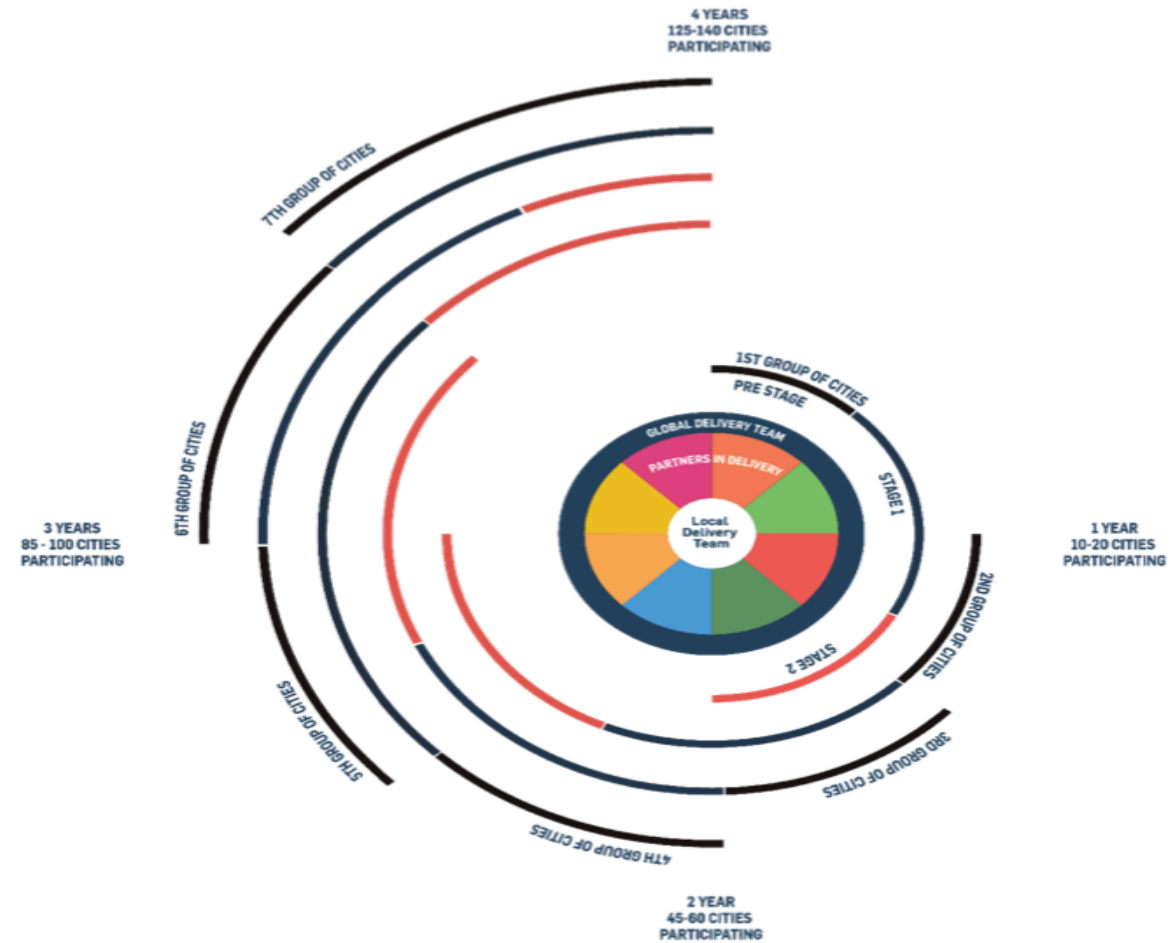 4 YEARS
125-140 CITIES
PARTICIPATING
7TH GROUP OF CITIES
1ST GROUP OF CITIES
PRE STAGE
GLOBAL DELIVERY TEAM
PARTNERS IN DELIVERY
Local
Delivery
Team
STAGE 1
STAGE 2
6TH GROUP OF CITIES
3 YEARS
85 - 100 CITIES
PARTICIPATING
1 YEAR
10-20 CITIES
PARTICIPATING
2ND GROUP OF CITIES
3RD GROUP OF CITIES
5TH GROUP OF CITIES
4TH GROUP OF CITIES
2 YEAR
45-60 CITIES
PARTICIPATING